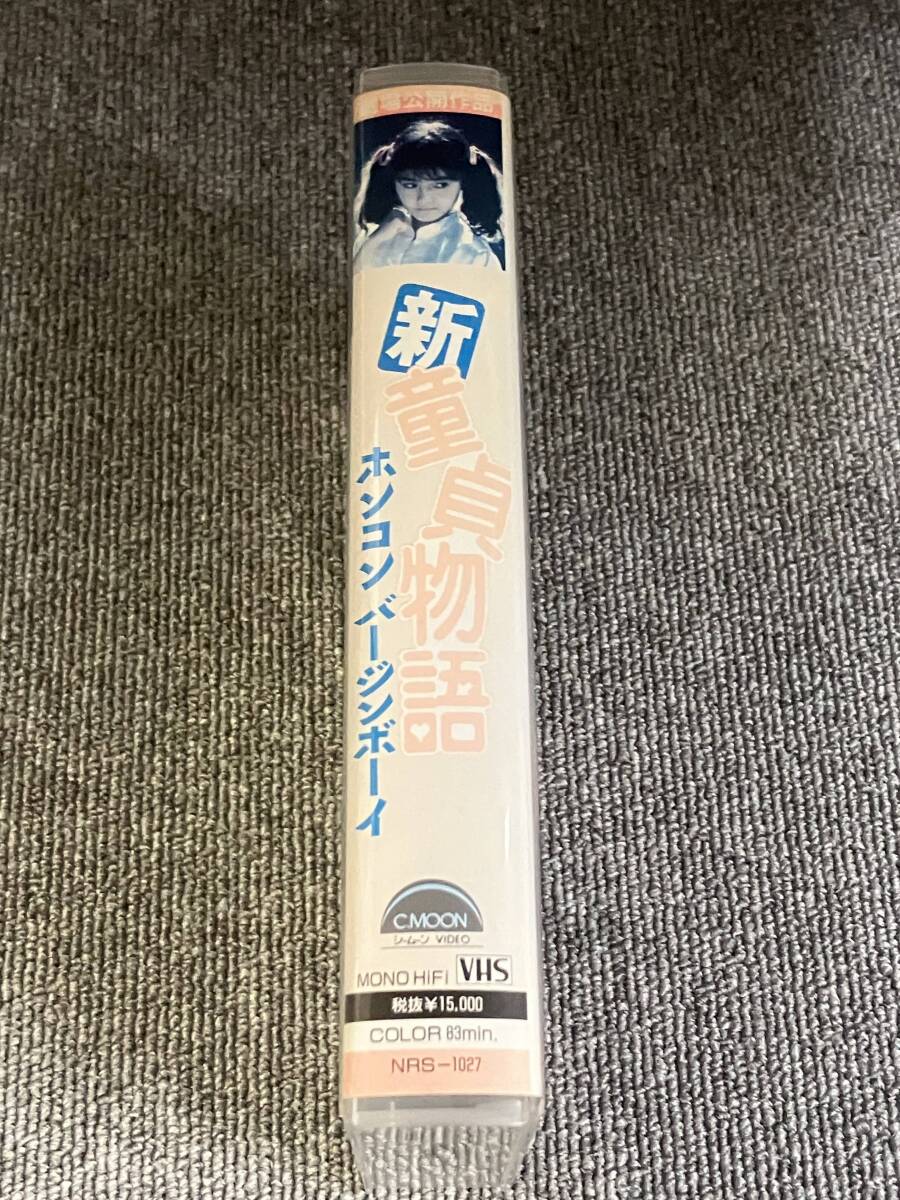 劇場公開作品
新
童貞物語
ホンコン バージンボーイ
C.MOON
シームーン VIDEO
MONO HiFi VHS
税抜¥15,000
COLOR 83min.
NRS-1027